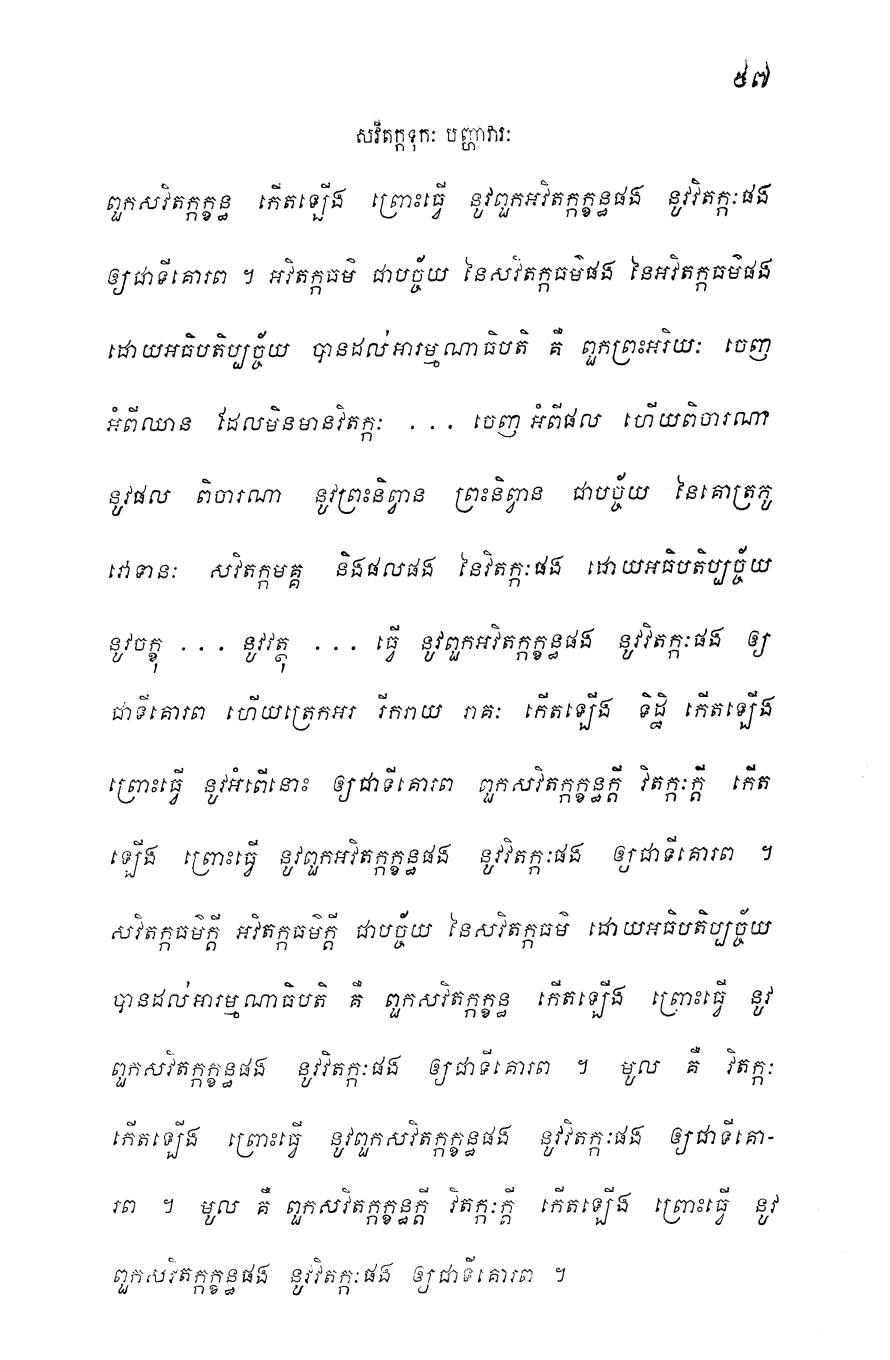 ៥៧
សវិតក្កទុកៈ បញ្ហាវារៈ
ពួកសវិតក្កក្ខន្ធ កើតឡើង ព្រោះធ្វើ នូវពួកអវិតក្កក្ខន្ធផង នូវវិតក្កៈផង
ឲ្យជាទីគោរព ។ អវិតក្កធម៌ ជាបច្ច័យ នៃសវិតក្កធម៌ផង នៃអវិតក្កធម៌ផង
ដោយអធិបតិប្បច្ច័យ បានដល់អារម្មណាធិបតិ គឺ ពួកព្រះអរិយៈ ចេញ
អំពីឈាន ដែលមិនមានវិតក្កៈ ... ចេញ អំពីផល ហើយពិចារណា
នូវផល ពិចារណា នូវព្រះនិព្វាន ព្រះនិព្វាន ជាបច្ច័យ នៃគោត្រភូ
វោទានៈ សវិតក្កមគ្គ និងផលផង នៃវិតក្កៈផង ដោយអធិបតិប្បច្ច័យ
នូវចក្ខុ ... នូវវត្ថុ ... ធ្វើ នូវពួកអវិតក្កក្ខន្ធផង នូវវិតក្កៈផង ឲ្យ
ជាទីគោរព ហើយត្រេកអរ រីករាយ រាគៈ កើតឡើង ទិដ្ឋិ កើតឡើង
ព្រោះធ្វើ នូវអំពើនោះ ឲ្យជាទីគោរព ពួកសវិតក្កក្ខន្ធក្តី វិតក្កៈក្តី កើត
ឡើង ព្រោះធ្វើ នូវពួកអវិតក្កក្ខន្ធផង នូវវិតក្កៈផង ឲ្យជាទីគោរព ។
សវិតក្កធម៌ក្តី អវិតក្កធម៌ក្តី ជាបច្ច័យ នៃសវិតក្កធម៌ ដោយអធិបតិប្បច្ច័យ
បានដល់អារម្មណាធិបតិ គឺ ពួកសវិតក្កក្ខន្ធ កើតឡើង ព្រោះធ្វើ នូវ
ពួកសវិតក្កក្ខន្ធផង នូវវិតក្កៈផង ឲ្យជាទីគោរព ។ មូល គឺ វិតក្កៈ
កើតឡើង ព្រោះធ្វើ នូវពួកសវិតក្កក្ខន្ធផង នូវវិតក្កៈផង ឲ្យជាទីគោ-
រព ។ មូល គឺ ពួកសវិតក្កក្ខន្ធក្តី វិតក្កៈក្តី កើតឡើង ព្រោះធ្វើ នូវ
ពួកសវិតក្កក្ខន្ធផង នូវវិតក្កៈផង ឲ្យជាទីគោរព ។